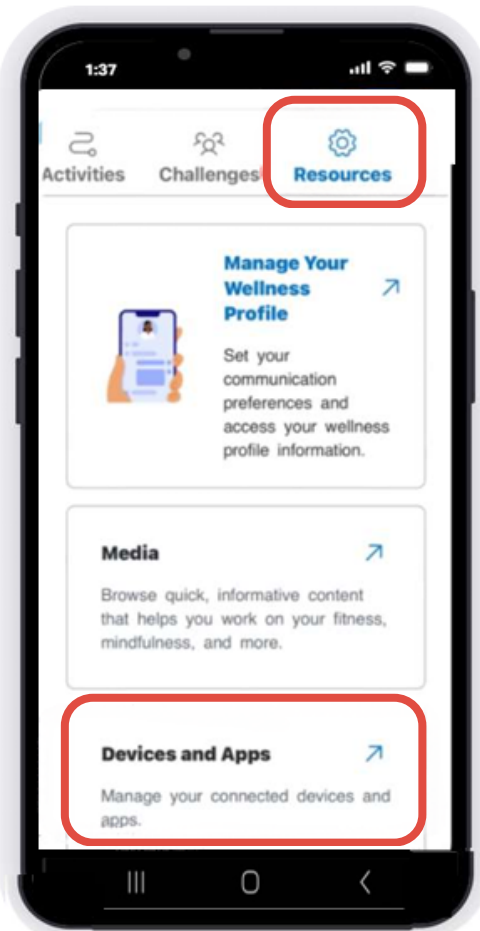 1:37
Activities Challenges Resources
Manage Your
Wellness
Profile
Set your
communication
preferences and
access your wellness
profile information.
Media
Browse quick, informative content
that helps you work on your fitness,
mindfulness, and more.
Devices and Apps
Manage your connected devices and
apps.